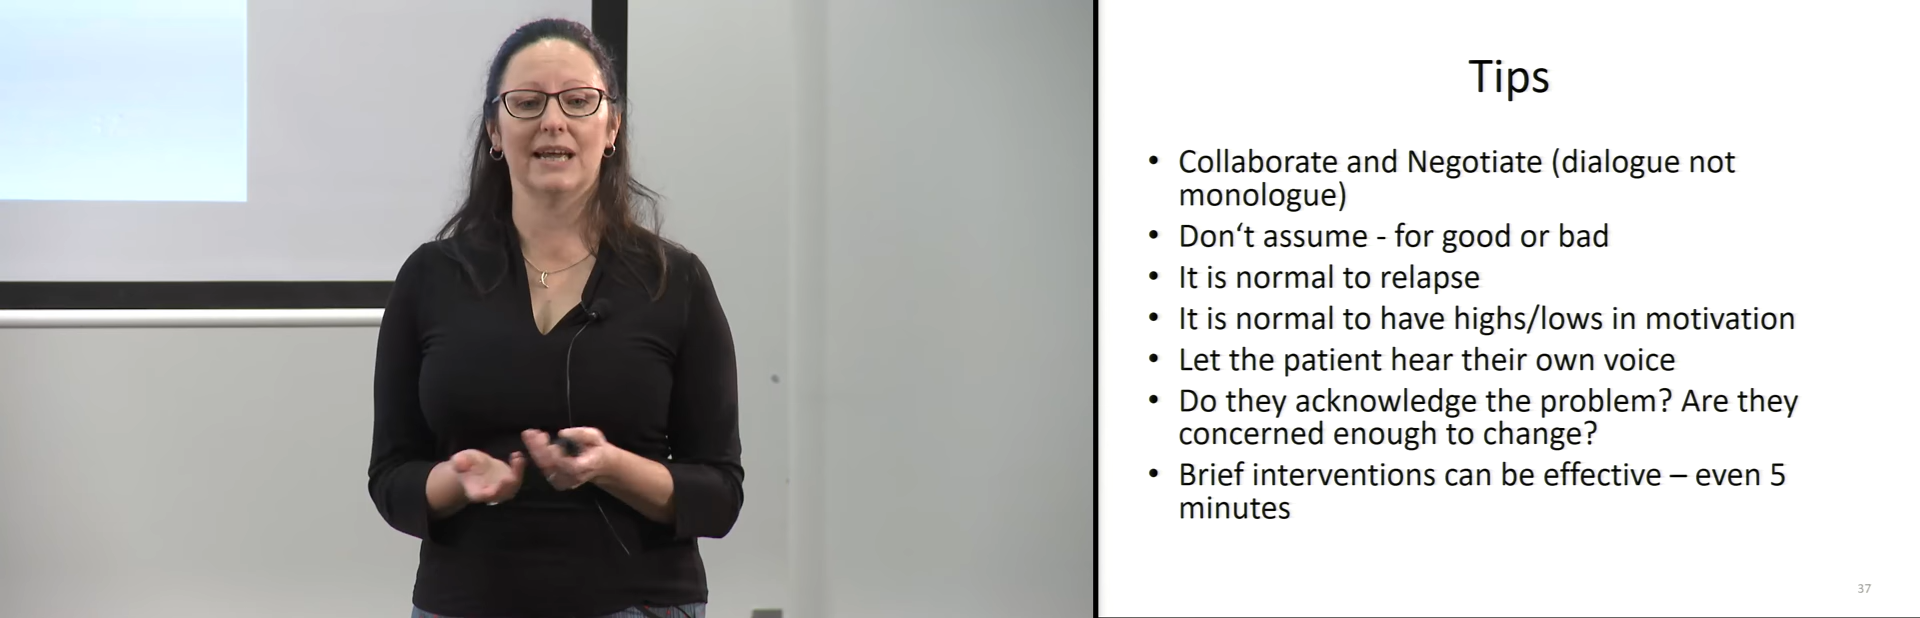 Tips
• Collaborate and Negotiate (dialogue not
monologue)
• Don‘t assume - for good or bad
• It is normal to relapse
• It is normal to have highs/lows in motivation
• Let the patient hear their own voice
• Do they acknowledge the problem? Are they
concerned enough to change?
• Brief interventions can be effective – even 5
minutes
37